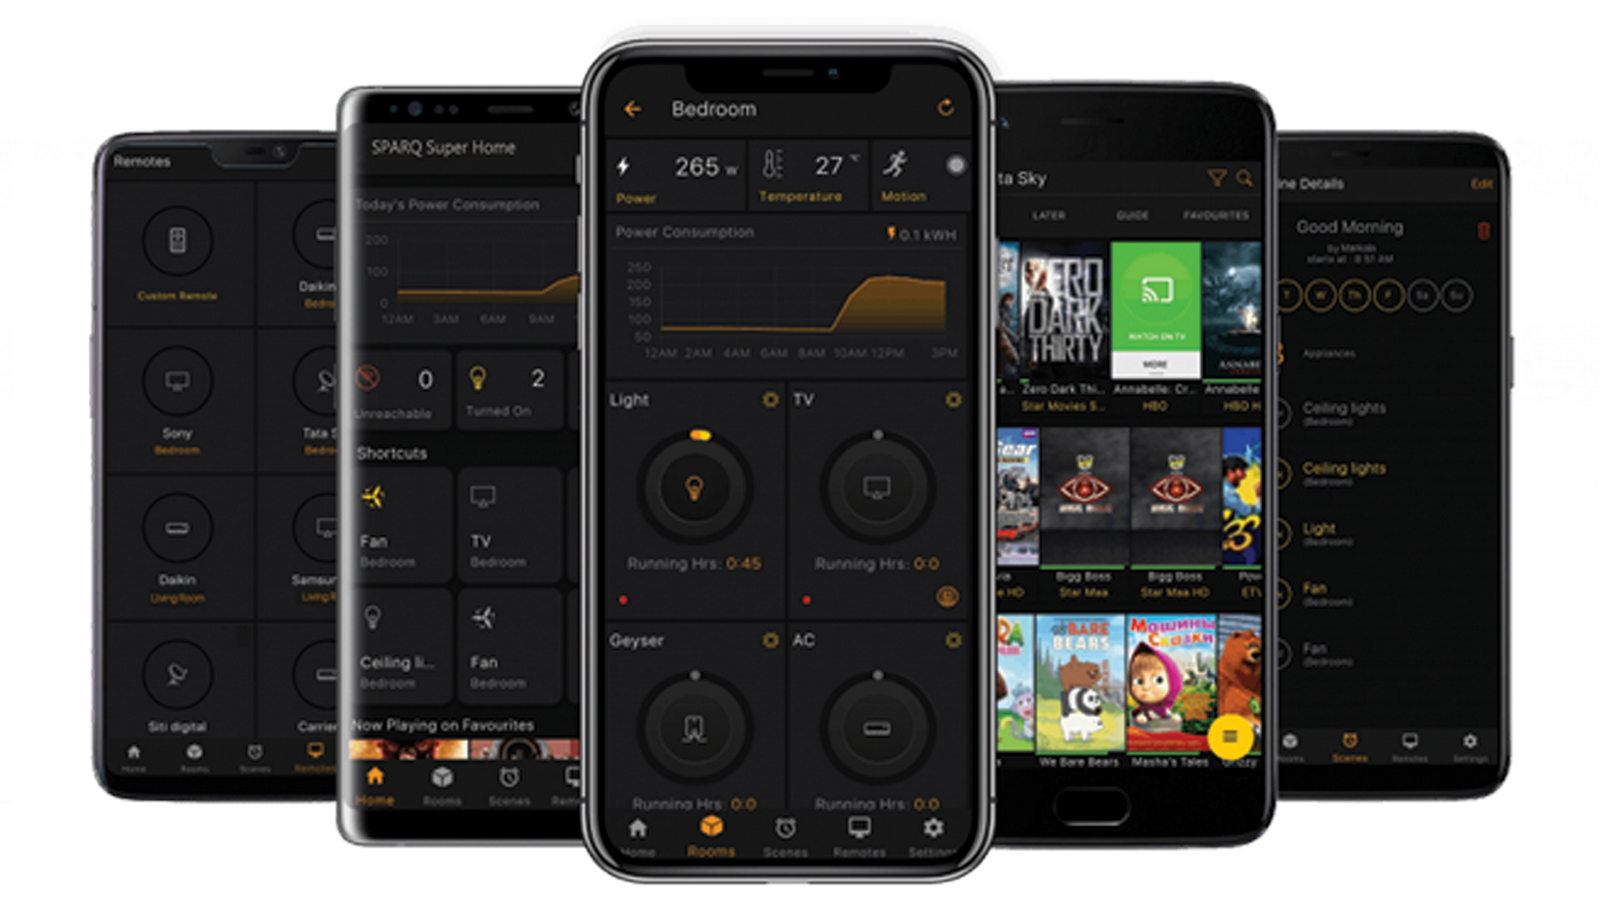 Remotes
Custom Remote
Daikin
Sony
Bedroom
Tata S
Daikin
Living Room
Samsun
Living R
Siti digital
Carrier
Home
Rooms
Scenes
Remotes
SPARQ Super Home
Today's Power Consumption
200
100
0
12AM 3AM 6AM 9AM
0
2
Unreachable
Turned On
Shortcuts
Fan
Bedroom
TV
Bedroom
Ceiling li...
Bedroom
Fan
Bedroom
Now Playing on Favourites
Home
Rooms
Scenes
Rem
Bedroom
265 w
Power
27 °C
Temperature
Motion
Power Consumption
0.1 kWH
250
200
150
100
50
12AM 2AM 4AM 6AM 8AM 10AM 12PM 3PM
Light
TV
Running Hrs: 0:45
Running Hrs: 0:0
Geyser
AC
Running Hrs: 0:0
Running Hrs: 0:0
Home
Rooms
Scenes
Remotes
Settings
ta Sky
LATER
GUIDE
FAVOURITES
ZERO
DARK
THIRTY
WATCH ON TV
MORE
Zero Dark Thi...
Star Movies S...
Annabelle: Cr...
HBO
Annabelle
HBO H
Bigg Boss
Star Maa
Bigg Boss
Star Maa HD
Pow
ETV
BARE
BEARS
Машины
Сказки
We Bare Bears
Masha's Tales
ne Details
Edit
Good Morning
by Mankala
starts at : 8:51 AM
T W Th F Sa Su
Appliances
Ceiling lights
(Bedroom)
Ceiling lights
(Bedroom)
Light
(Bedroom)
Fan
(Bedroom)
Fan
(Bedroom)
Rooms
Scenes
Remotes
Settings